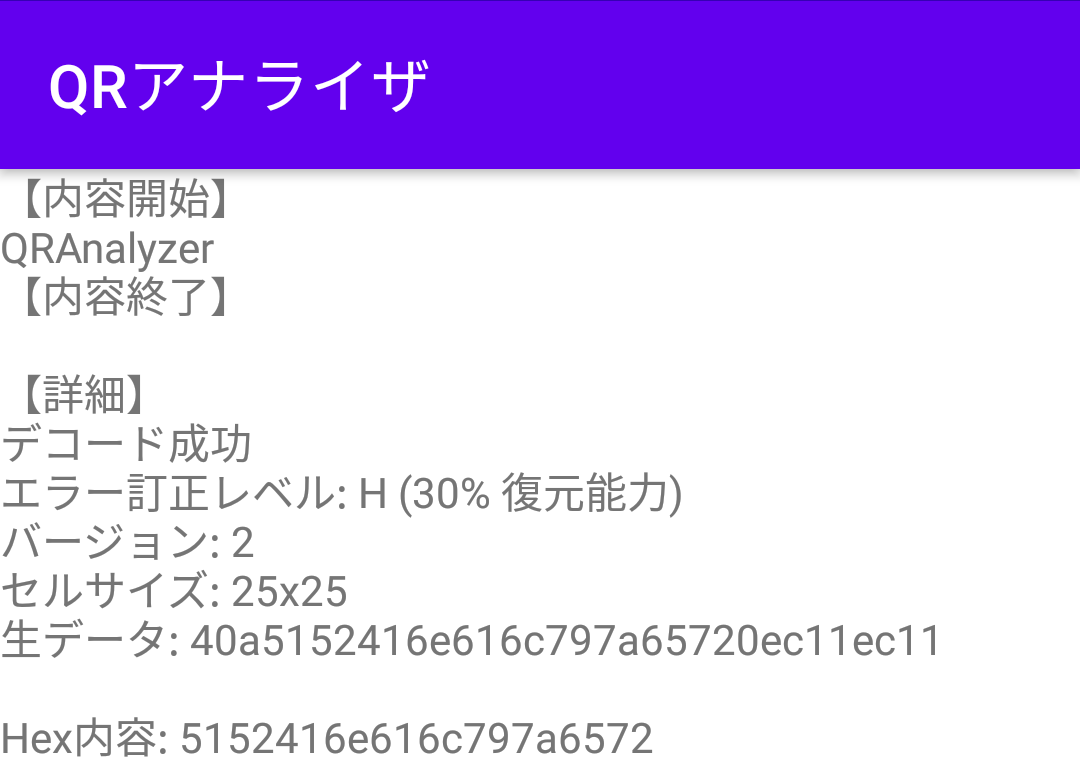 QRアナライザ
【内容開始】
QRAnalyzer
【内容終了】
【詳細】
デコード成功
エラー訂正レベル: H (30% 復元能力)
バージョン: 2
セルサイズ: 25x25
生データ: 40a5152416e616c797a65720ec11ec11
Hex内容: 5152416e616c797a6572